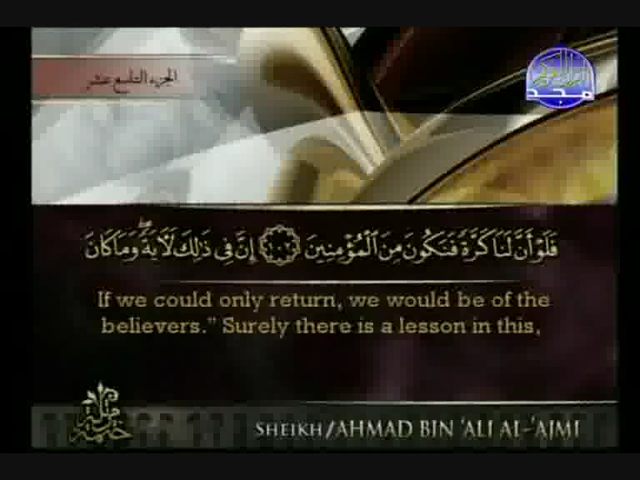 الجزء التاسع عشر
مجد
فَلَوْ أَنَّ لَنَا كَرَّةً فَنَكُونَ مِنَ الْمُؤْمِنِينَ ۝١٠٢ إِنَّ فِي ذَٰلِكَ لَآيَةً ۖ وَمَا كَانَ
If we could only return, we would be of the
believers.” Surely there is a lesson in this,
SHEIKH/AHMAD BIN 'ALI AL-'AJMI